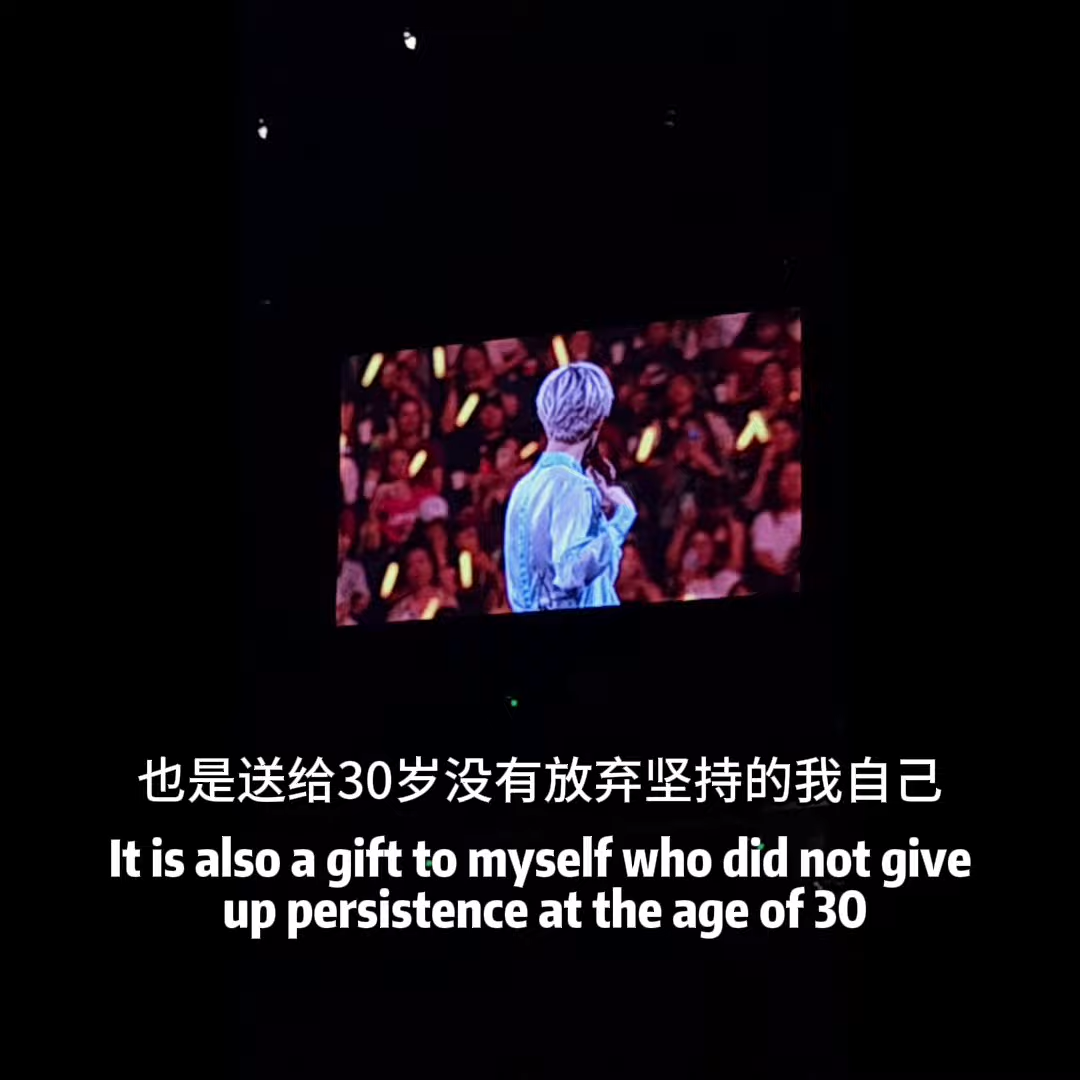 也是送给30岁没有放弃坚持的我自己
It is also a gift to myself who did not give
up persistence at the age of 30